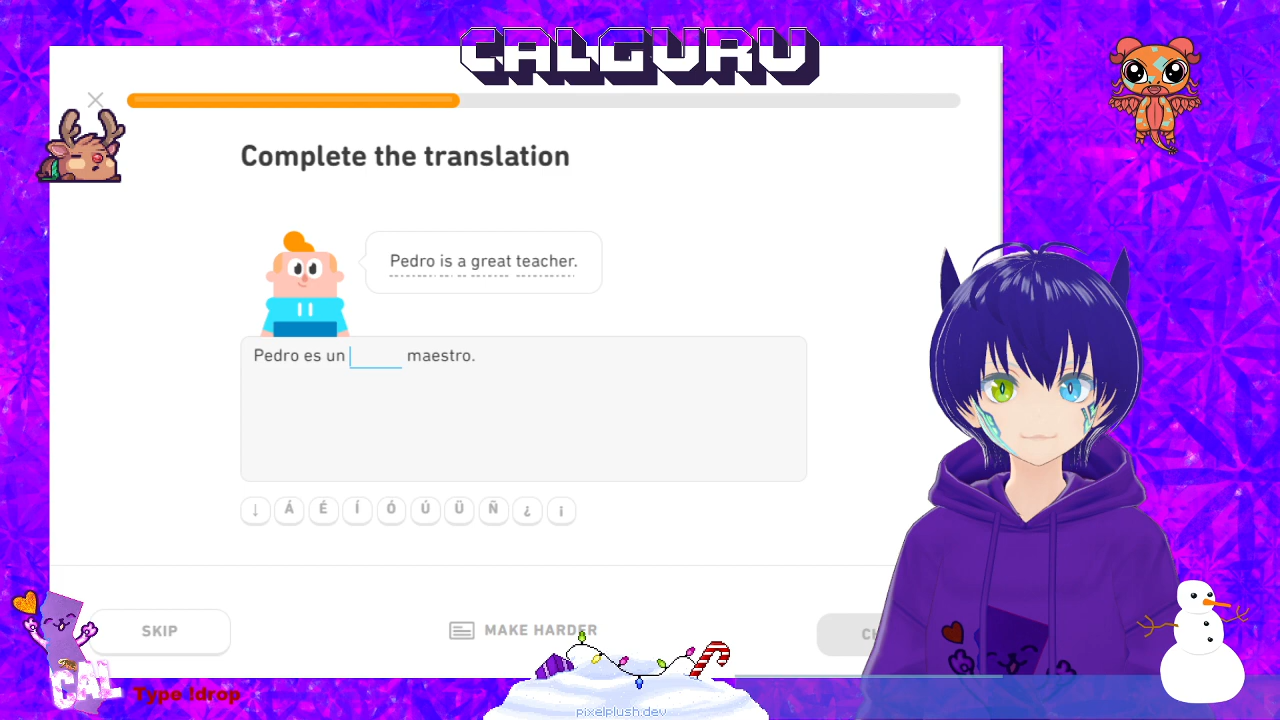 CALGURU
Complete the translation
Pedro is a great teacher.
Pedro es un _____ maestro.
↓ Á É Í Ó Ú Ü Ñ ¿ ¡
SKIP
MAKE HARDER
CAL
Type !drop
pixelplush.dev